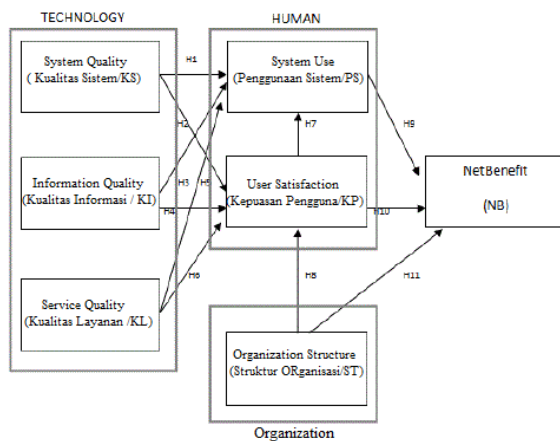 TECHNOLOGY
HUMAN
System Quality
( Kualitas Sistem/KS)
H1
System Use
(Penggunaan Sistem/PS)
H2
H7
H9
Information Quality
(Kualitas Informasi / KI)
H3
H5
H4
User Satisfaction
(Kepuasan Pengguna/KP)
H10
NetBenefit
(NB)
H6
H8
H11
Service Quality
(Kualitas Layanan /KL)
Organization Structure
(Struktur ORganisasi/ST)
Organization